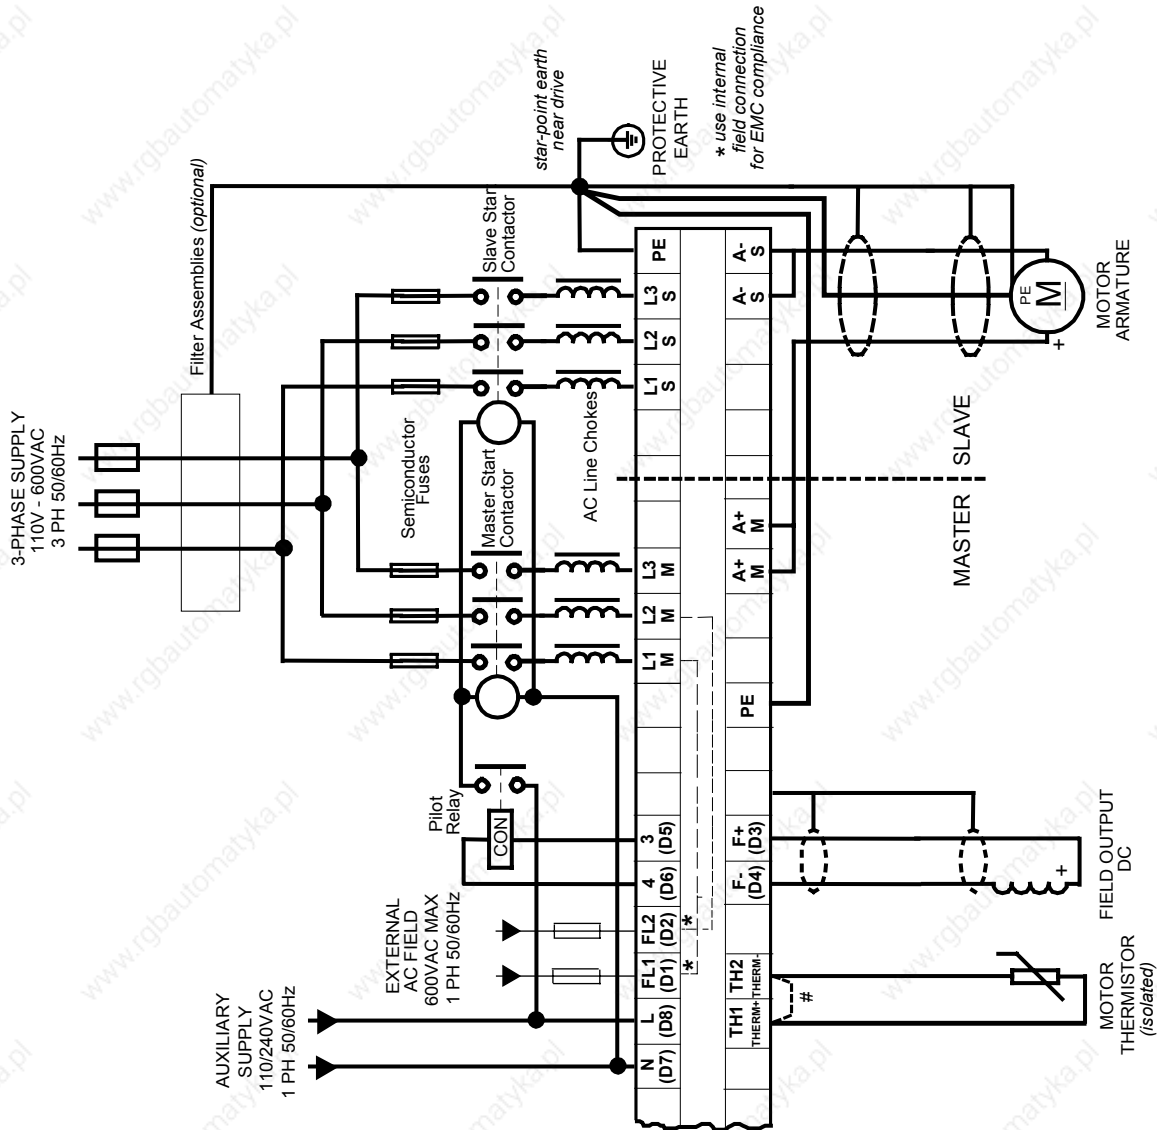 3-PHASE SUPPLY
110V - 600VAC
3 PH 50/60Hz
Filter Assemblies (optional)
star-point earth
near drive
PROTECTIVE
EARTH
* use internal
field connection
for EMC compliance
Slave Start
Contactor
Semiconductor
Fuses
Master Start
Contactor
AC Line Chokes
Pilot
Relay
CON
EXTERNAL
AC FIELD
600VAC MAX
1 PH 50/60Hz
AUXILIARY
SUPPLY
110/240VAC
1 PH 50/60Hz
PE
L3
S
L2
S
L1
S
L3
M
L2
M
L1
M
3
(D5)
4
(D6)
FL2
(D2)
*
FL1
(D1)
*
L
(D8)
N
(D7)
A-
S
A-
S
SLAVE
MASTER
A+
M
A+
M
PE
F+
(D3)
F-
(D4)
TH2
THERM-
TH1
THERM+
#
PE
M
+
MOTOR
ARMATURE
+
FIELD OUTPUT
DC
MOTOR
THERMISTOR
(isolated)
www.rgbautomatyka.pl